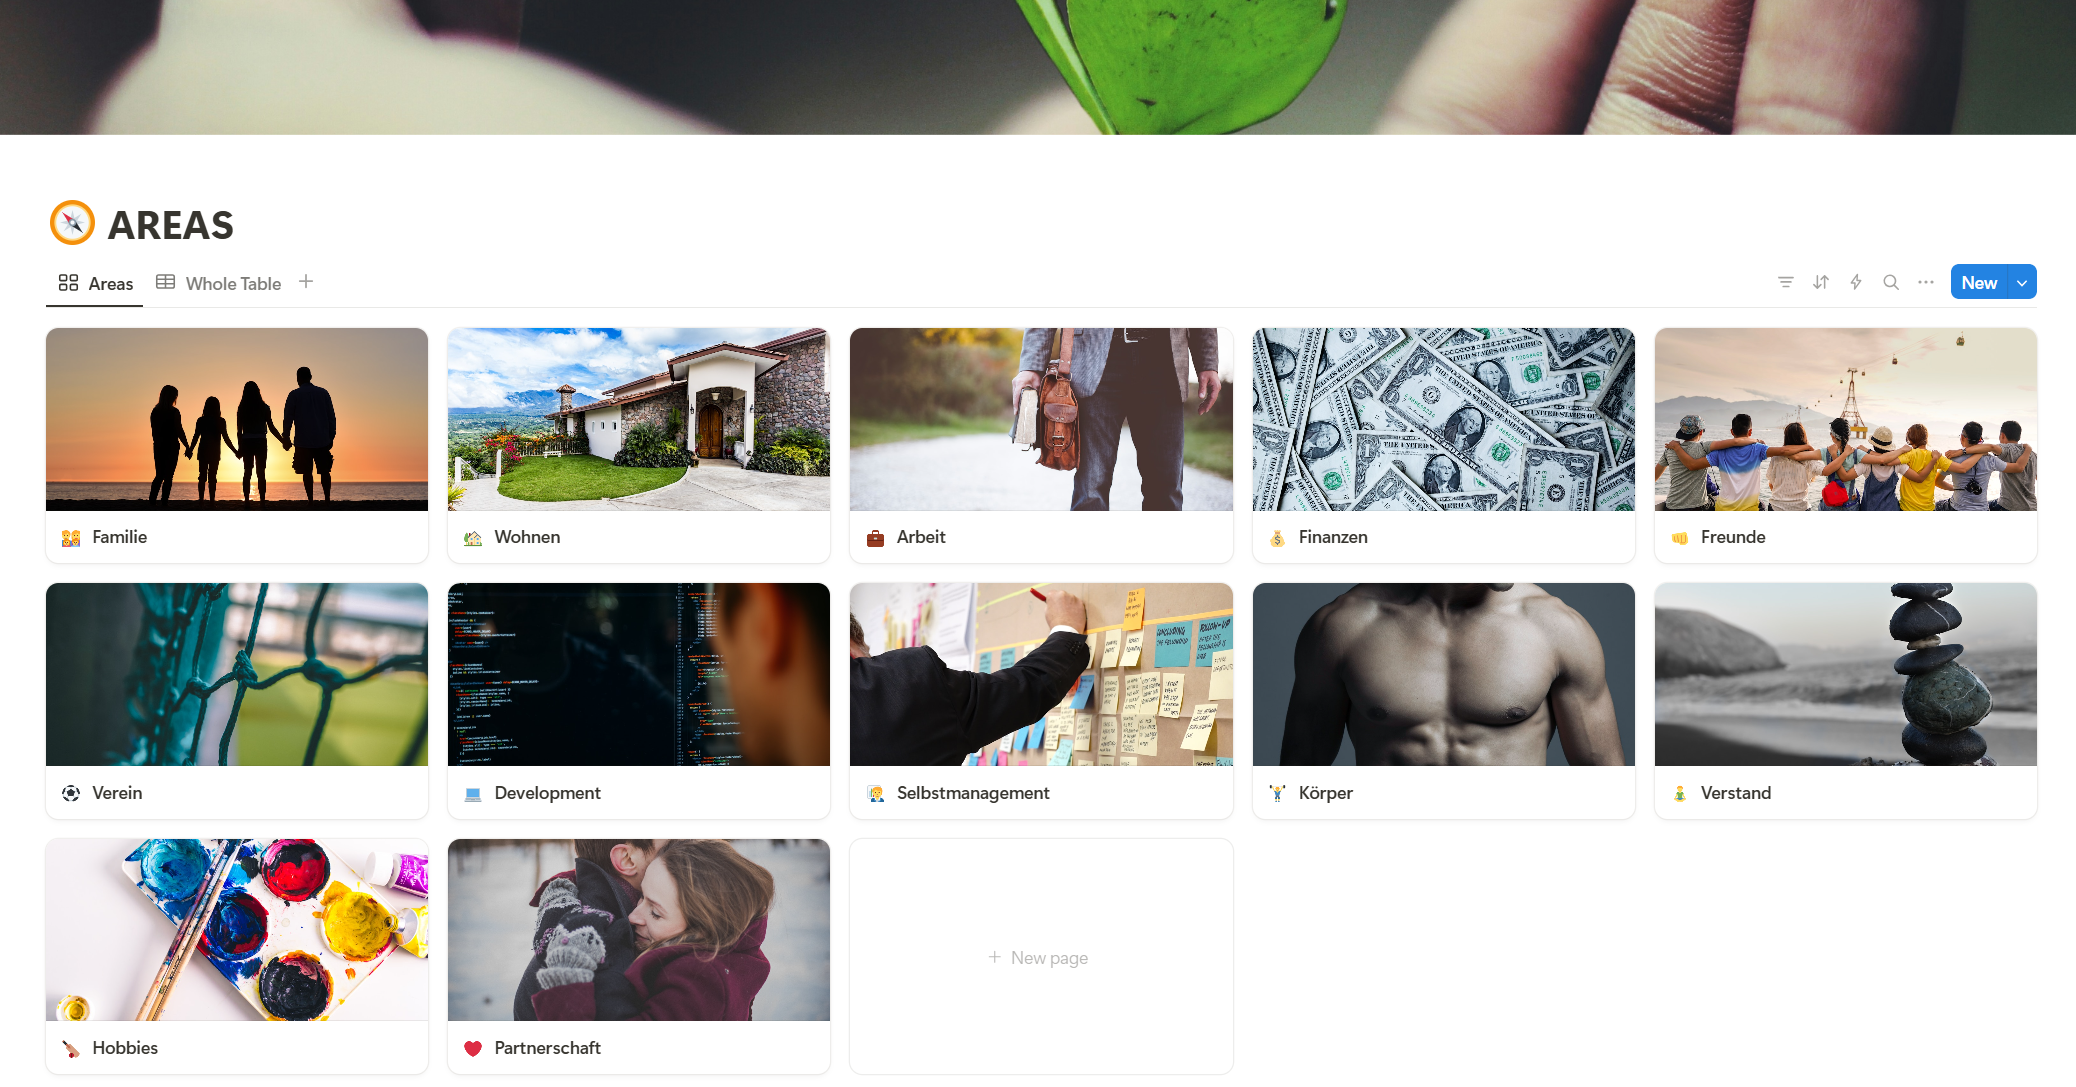 AREAS
Areas
Whole Table
New
Familie
Wohnen
Arbeit
Finanzen
Freunde
Verein
Development
Selbstmanagement
Körper
Verstand
Hobbies
Partnerschaft
New page